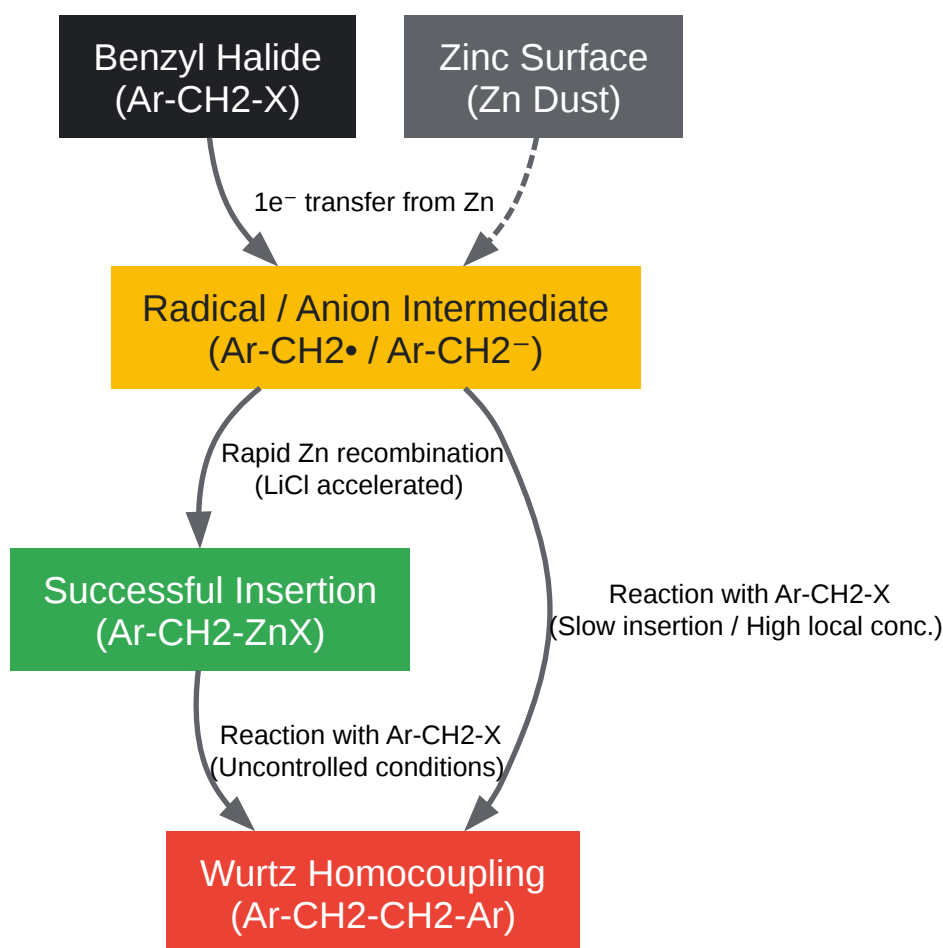 Benzyl Halide
(Ar-CH2-X)
Zinc Surface
(Zn Dust)
1e⁻ transfer from Zn
Radical / Anion Intermediate
(Ar-CH2• / Ar-CH2⁻)
Rapid Zn recombination
(LiCl accelerated)
Successful Insertion
(Ar-CH2-ZnX)
Reaction with Ar-CH2-X
(Slow insertion / High local conc.)
Reaction with Ar-CH2-X
(Uncontrolled conditions)
Wurtz Homocoupling
(Ar-CH2-CH2-Ar)